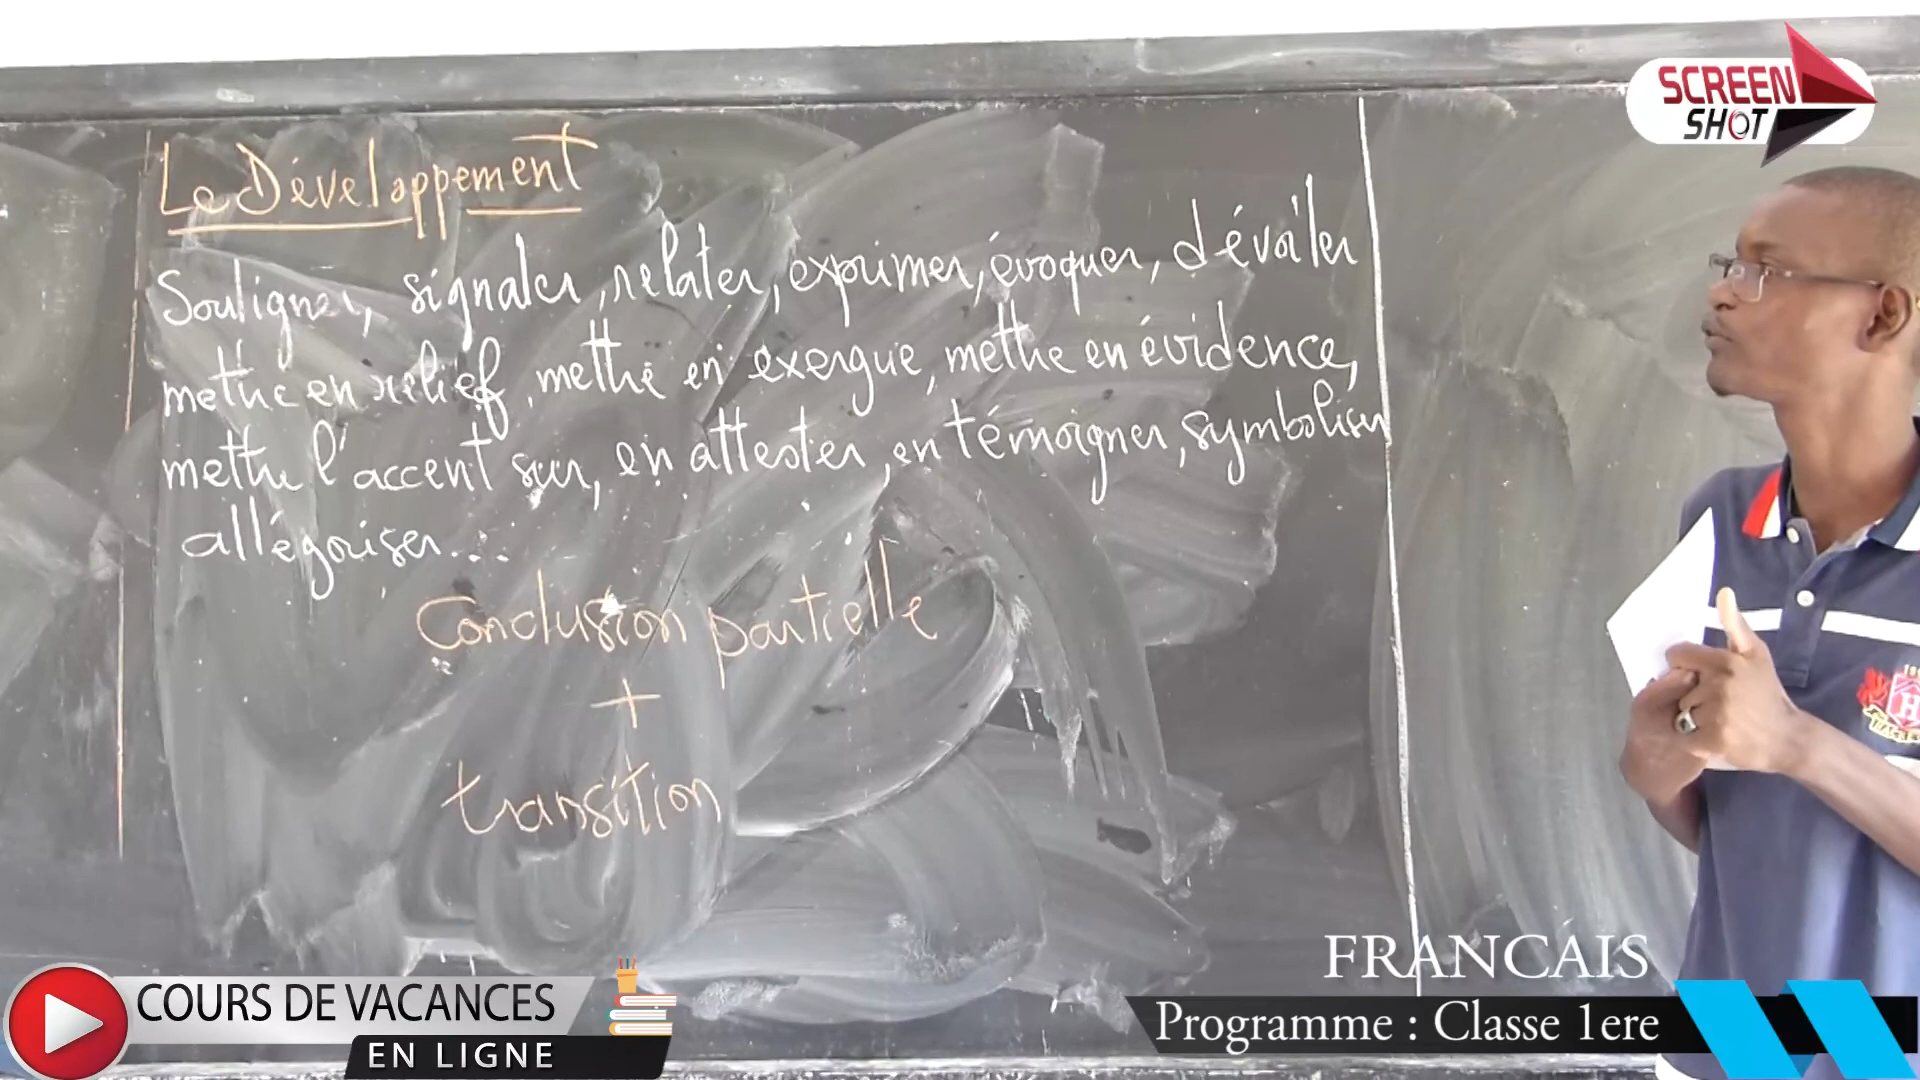 SCREEN
SHOT
Le Développement
Souligner, signaler, relater, exprimer, évoquer, dévoiler
mettre en relief, mettre en exergue, mettre en évidence,
mettre l'accent sur, en attester, en témoigner, symboliser
allégoriser...
Conclusion partielle
+
transition
FRANCAIS
Programme : Classe 1ere
COURS DE VACANCES
EN LIGNE